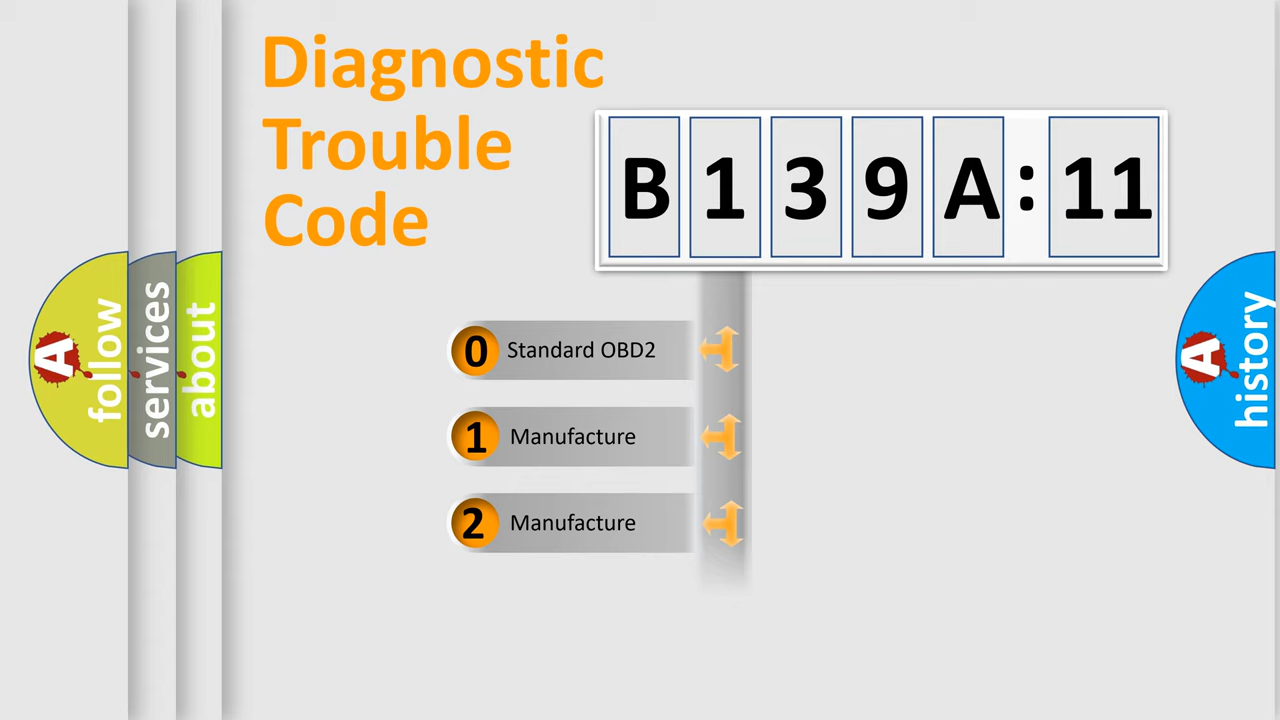 Diagnostic
Trouble
Code
B 1 3 9 A : 11
0 Standard OBD2
1 Manufacture
2 Manufacture
A follow
services
about
A history